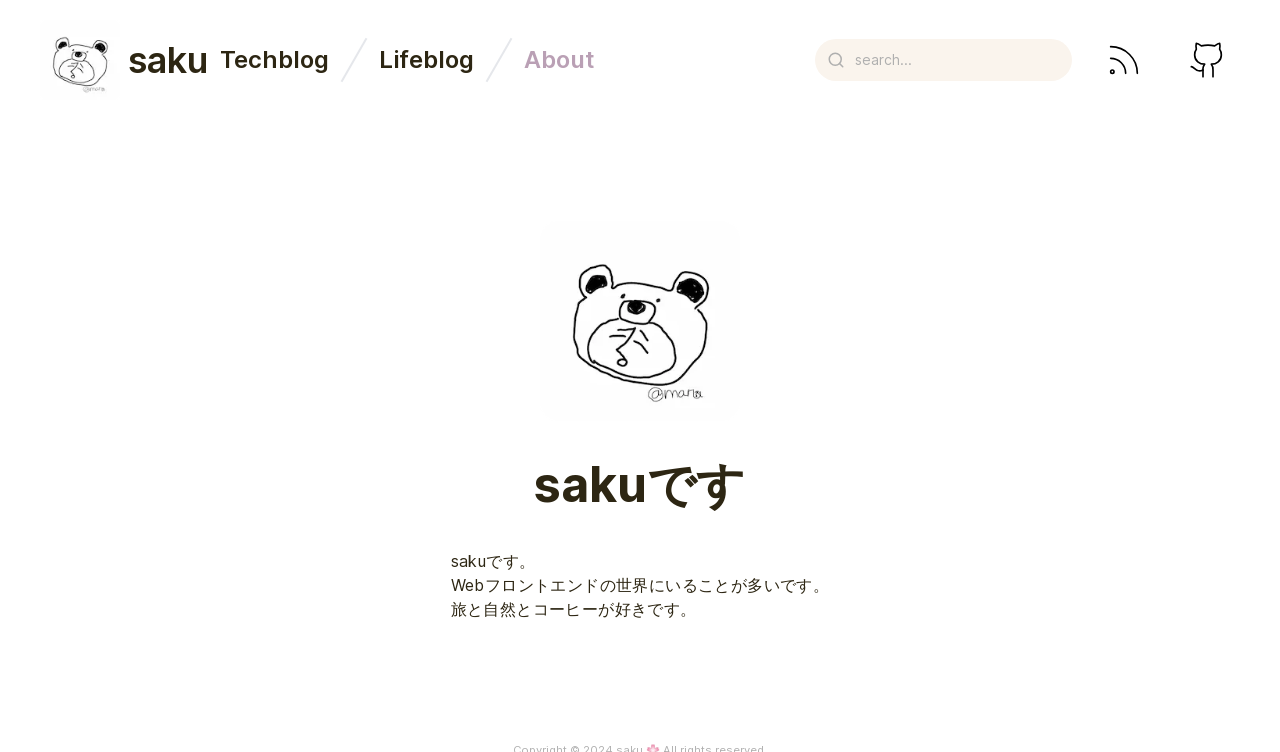 saku
Techblog
Lifeblog
About
search...
@maru
sakuです
sakuです。
Webフロントエンドの世界にいることが多いです。
旅と自然とコーヒーが好きです。
Copyright © 2024 saku 🌸 All rights reserved.